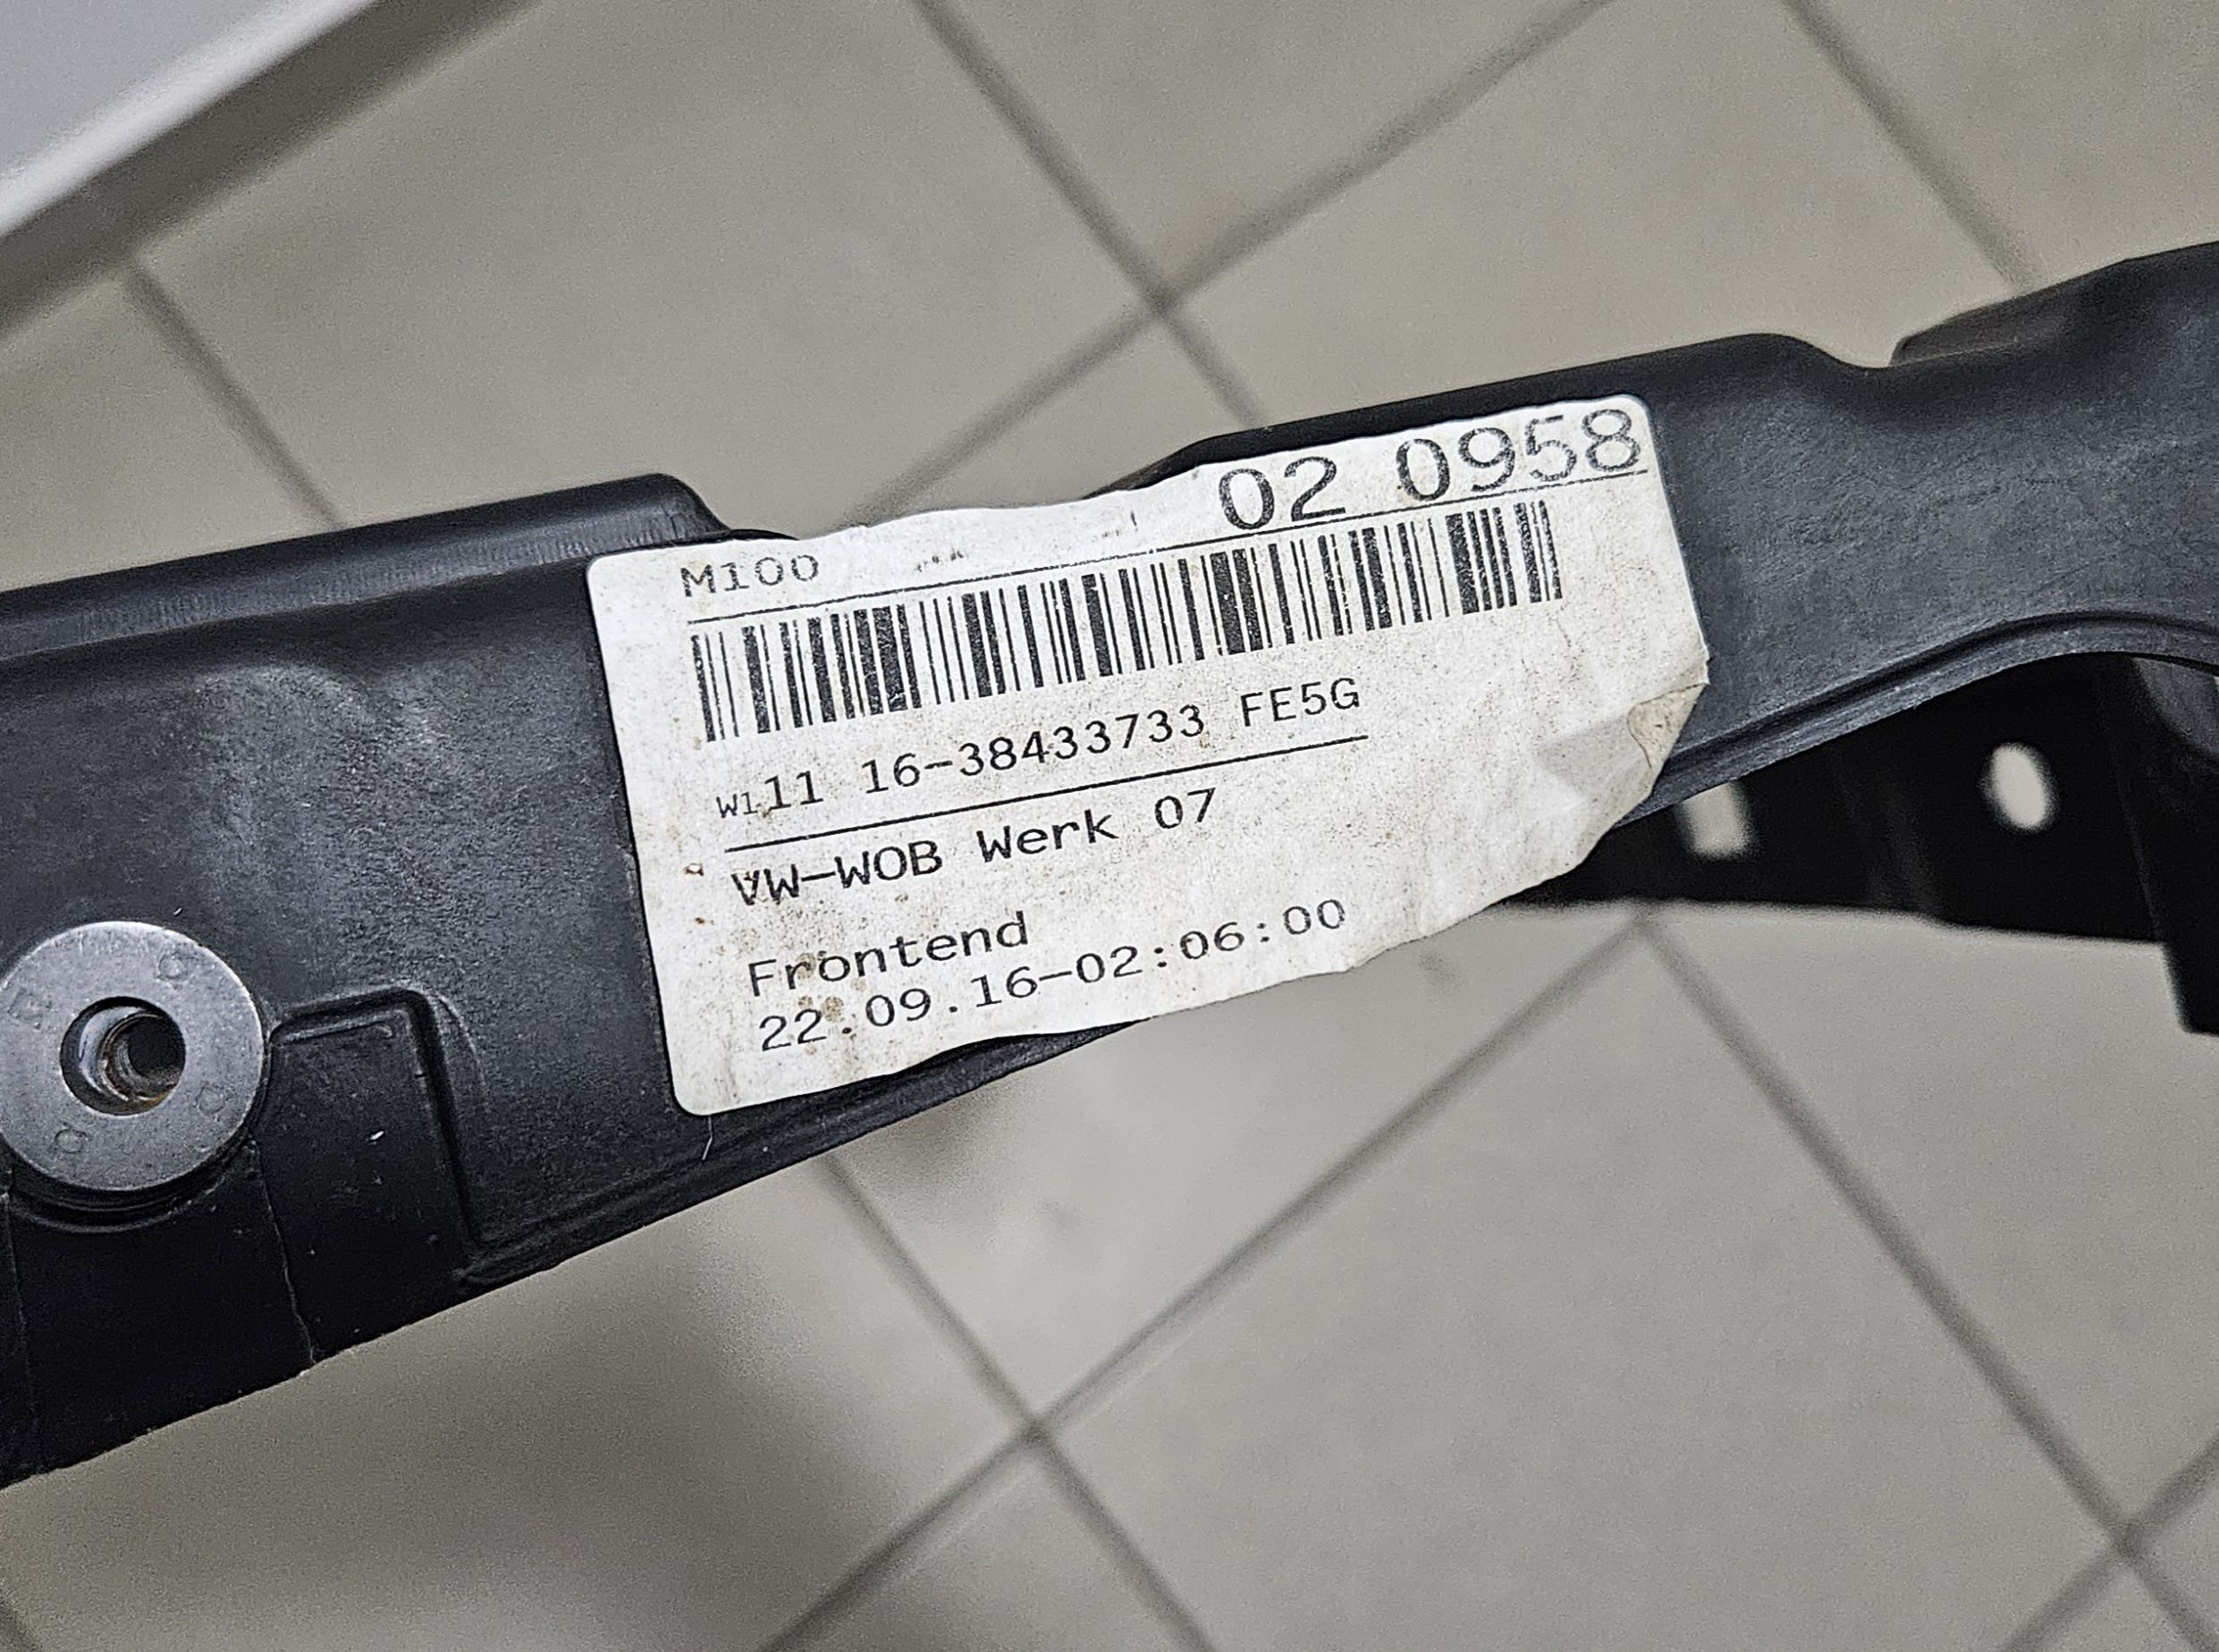 02 0958
M100
W1.11 16-38433733 FE5G
VW-WOB Werk 07
Frontend
22.09.16-02:06:00